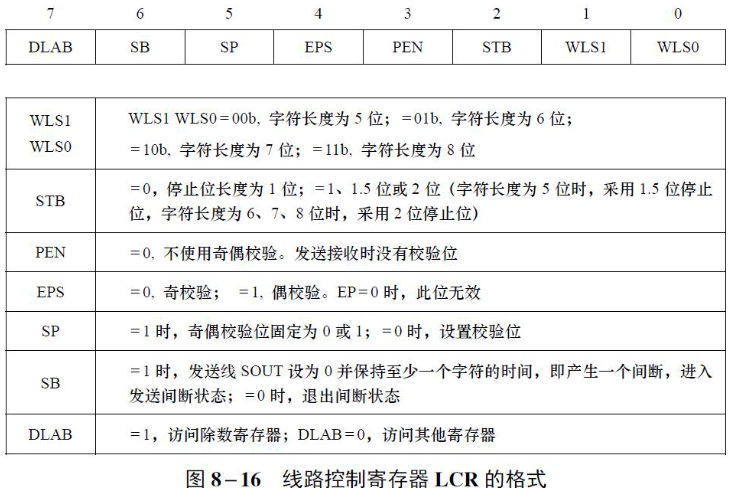 7 6 5 4 3 2 1 0
DLAB SB SP EPS PEN STB WLS1 WLS0
WLS1
WLS0
WLS1 WLS0=00b, 字符长度为 5 位；=01b, 字符长度为 6 位；
=10b, 字符长度为 7 位；=11b, 字符长度为 8 位
STB
=0，停止位长度为 1 位；=1、1.5 位或 2 位（字符长度为 5 位时，采用 1.5 位停止
位，字符长度为 6、7、8 位时，采用 2 位停止位）
PEN
=0, 不使用奇偶校验。发送接收时没有校验位
EPS
=0, 奇校验； =1, 偶校验。EP=0 时，此位无效
SP
=1 时，奇偶校验位固定为 0 或 1；=0 时，设置校验位
SB
=1 时，发送线 SOUT 设为 0 并保持至少一个字符的时间，即产生一个间断，进入
发送间断状态；=0 时，退出间断状态
DLAB
=1，访问除数寄存器；DLAB=0，访问其他寄存器
图 8-16 线路控制寄存器 LCR 的格式